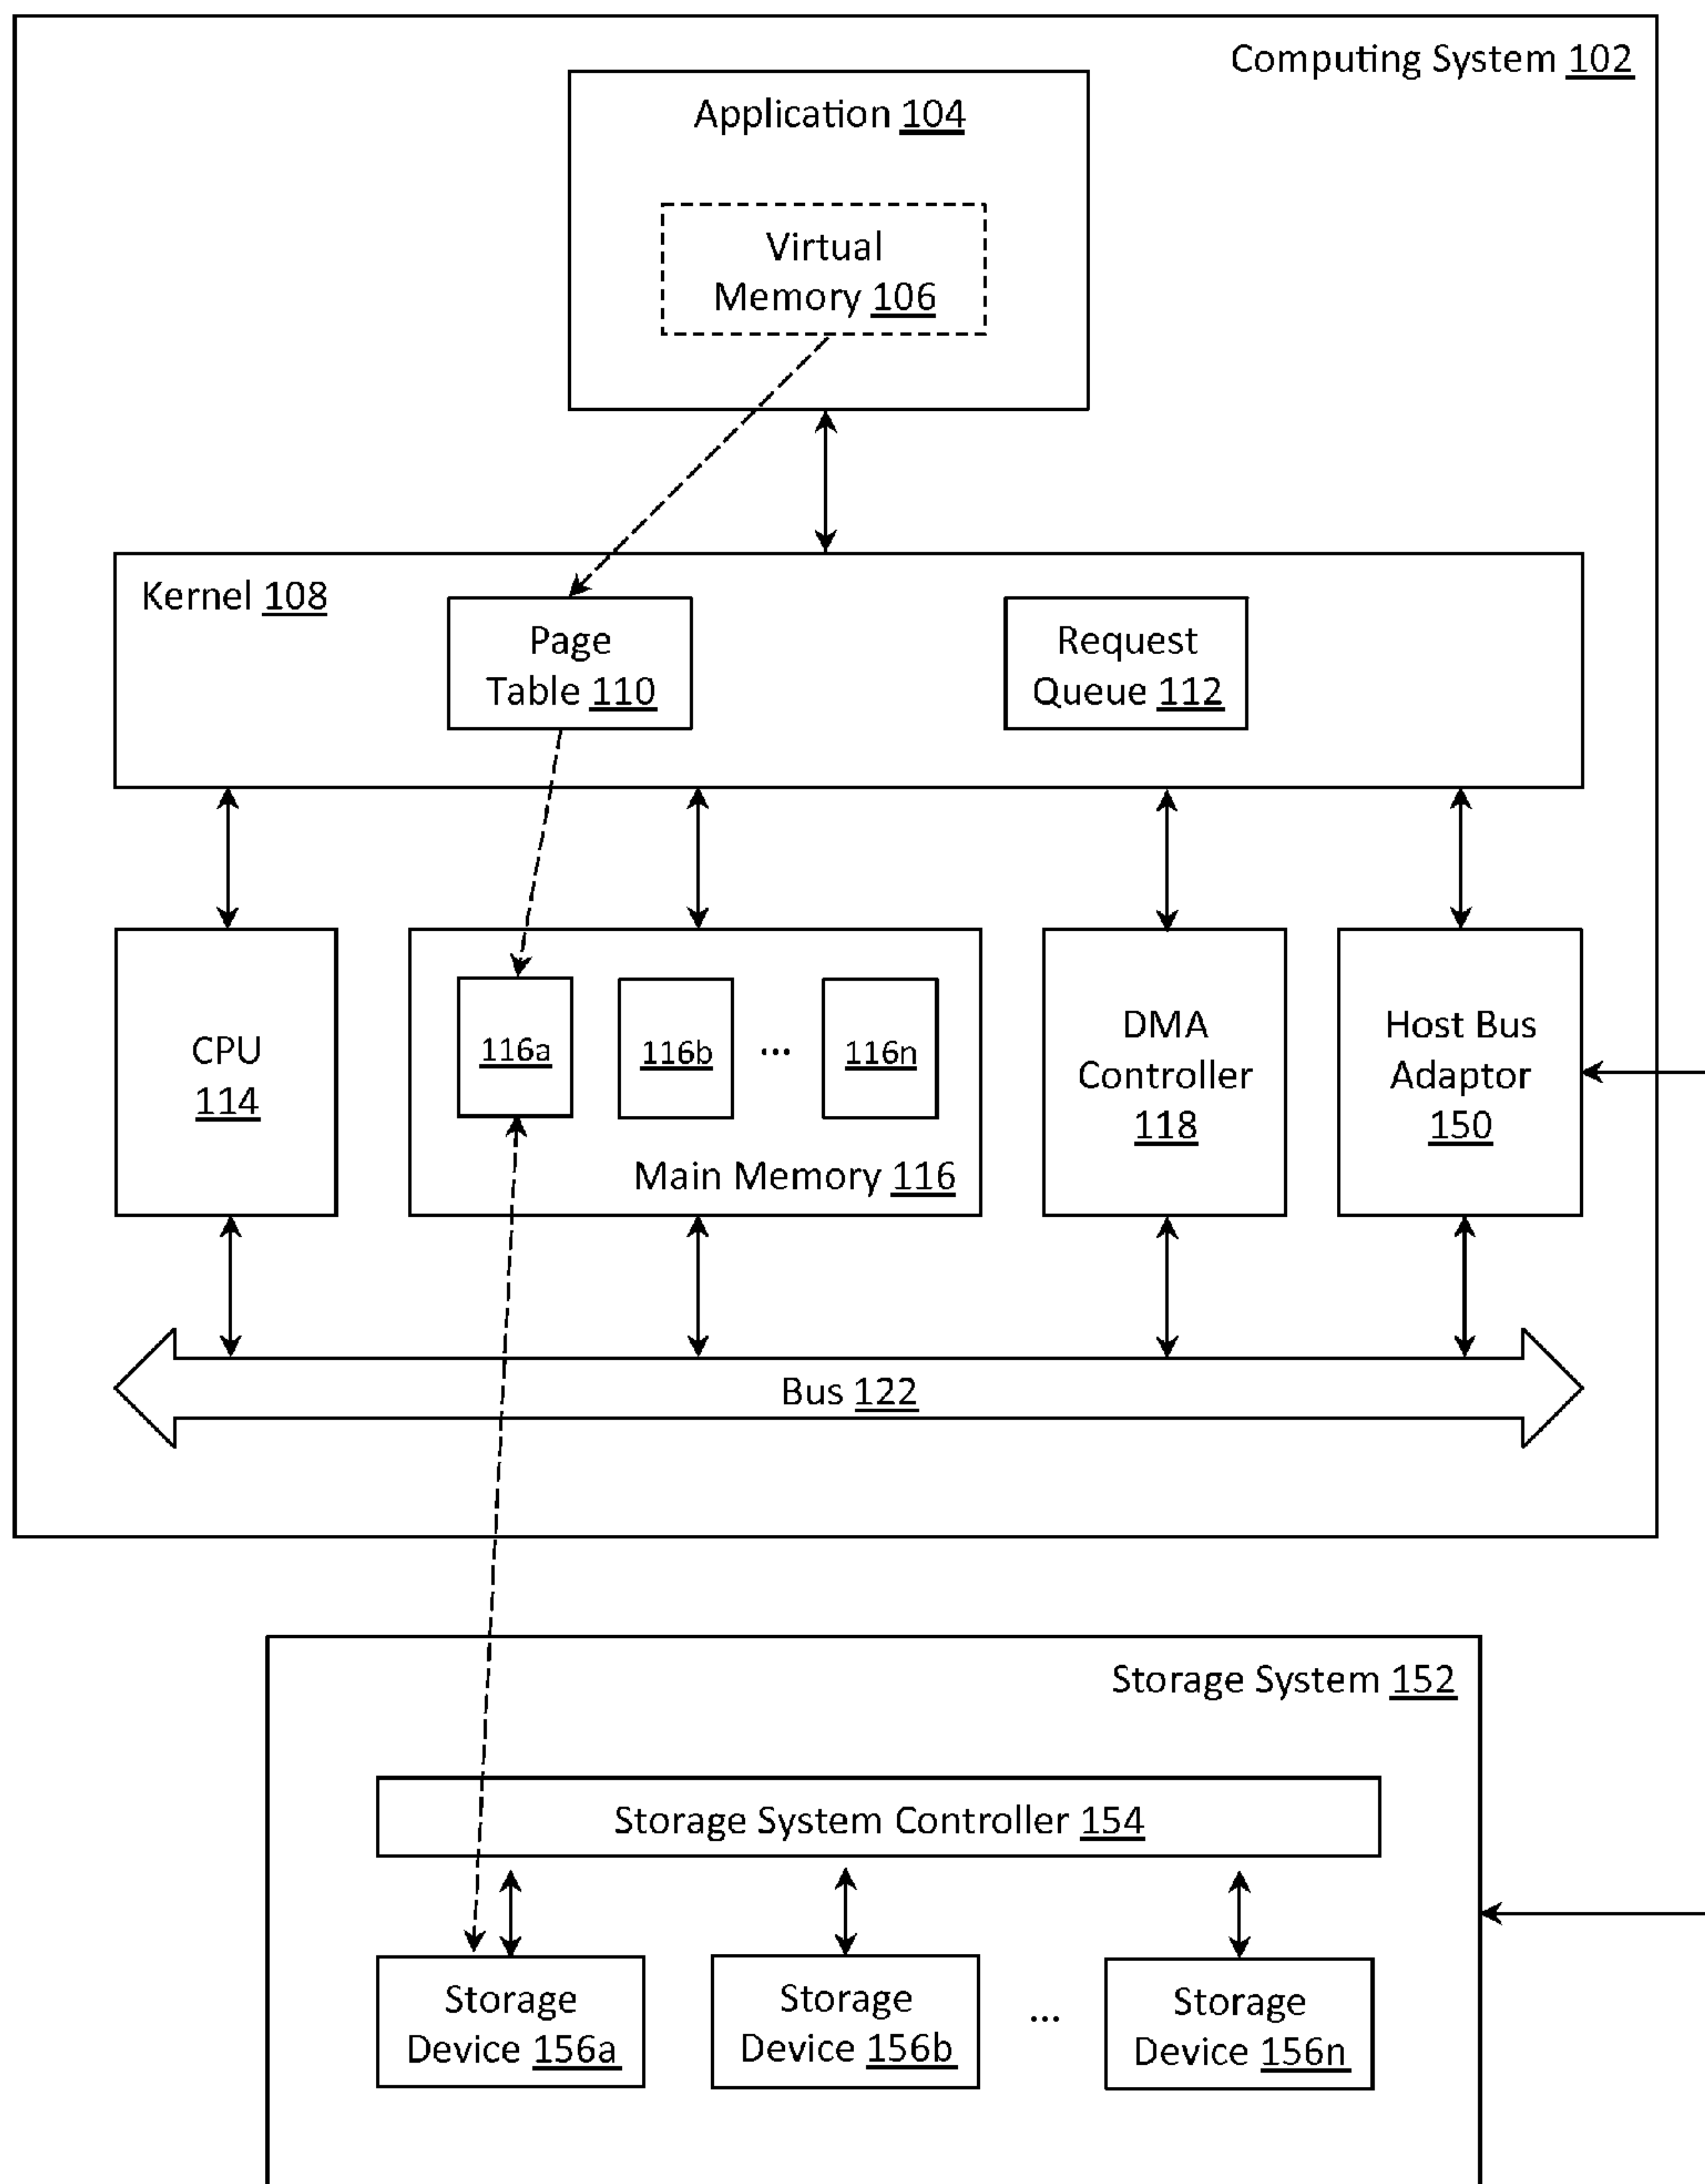 Computing System 102
Application 104
Virtual
Memory 106
Kernel 108
Page
Table 110
Request
Queue 112
CPU
114
116a
116b
...
116n
Main Memory 116
DMA
Controller
118
Host Bus
Adaptor
150
Bus 122
Storage System 152
Storage System Controller 154
Storage
Device 156a
Storage
Device 156b
...
Storage
Device 156n